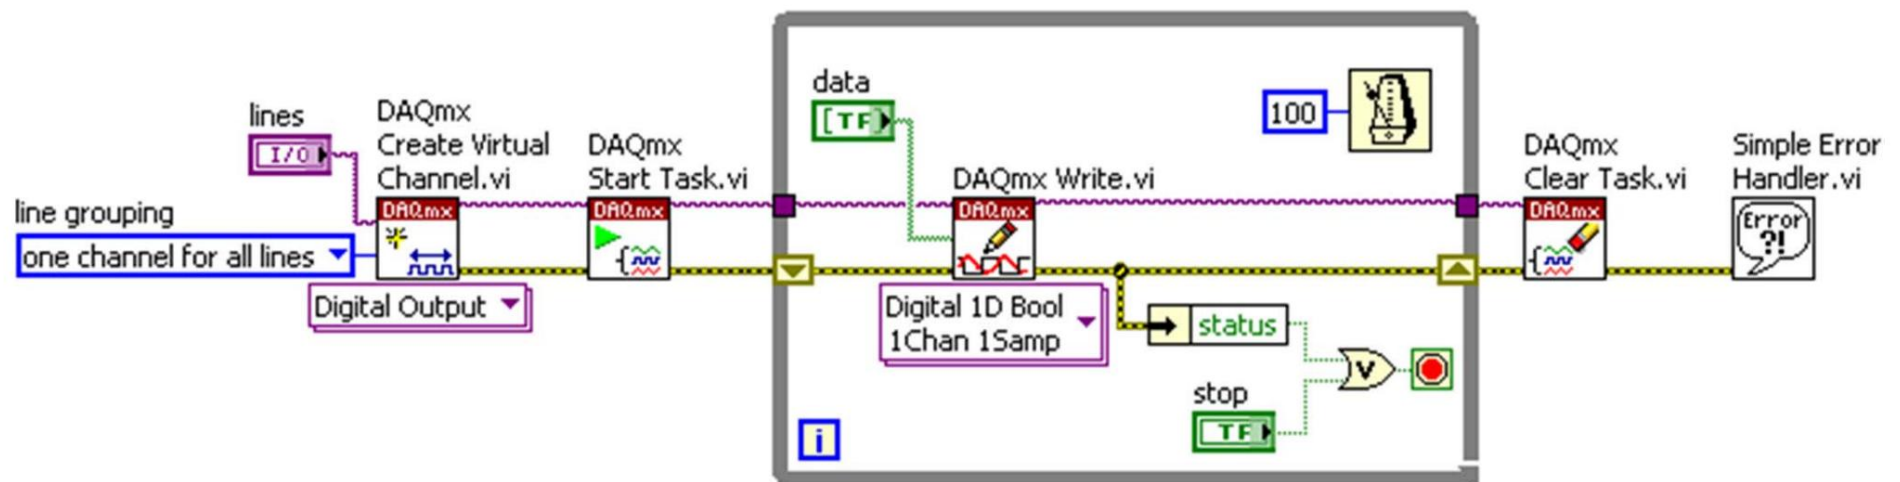 lines
I/O
line grouping
one channel for all lines
DAQmx
Create Virtual
Channel.vi
DAQmx
Digital Output
DAQmx
Start Task.vi
DAQmx
data
[TF]
DAQmx Write.vi
DAQmx
Digital 1D Bool
1Chan 1Samp
100
status
V
stop
TF
i
DAQmx
Clear Task.vi
DAQmx
Simple Error
Handler.vi
Error
?!